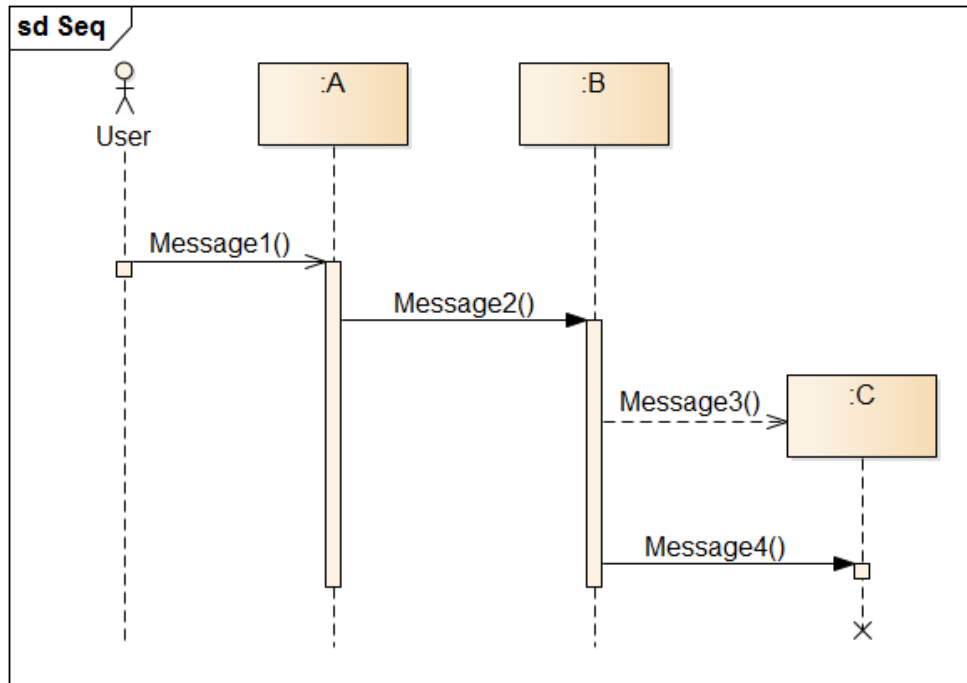 sd Seq
:A
:B
User
Message1()
Message2()
:C
Message3()
Message4()